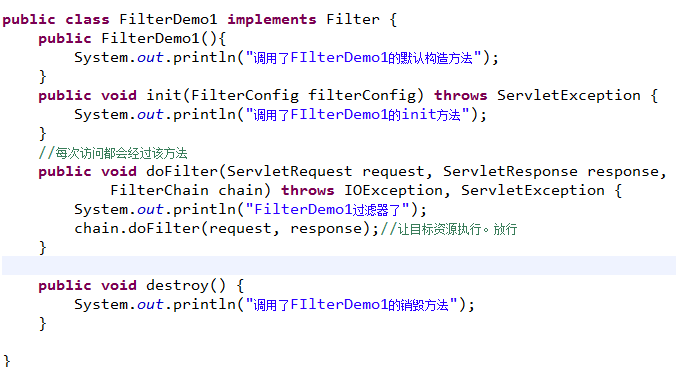 public class FilterDemo1 implements Filter {
    public FilterDemo1(){
        System.out.println("调用了FIlterDemo1的默认构造方法");
    }
    public void init(FilterConfig filterConfig) throws ServletException {
        System.out.println("调用了FIlterDemo1的init方法");
    }
    //每次访问都会经过该方法
    public void doFilter(ServletRequest request, ServletResponse response,
            FilterChain chain) throws IOException, ServletException {
        System.out.println("FilterDemo1过滤器了");
        chain.doFilter(request, response);//让目标资源执行。放行
    }
    public void destroy() {
        System.out.println("调用了FIlterDemo1的销毁方法");
    }
}